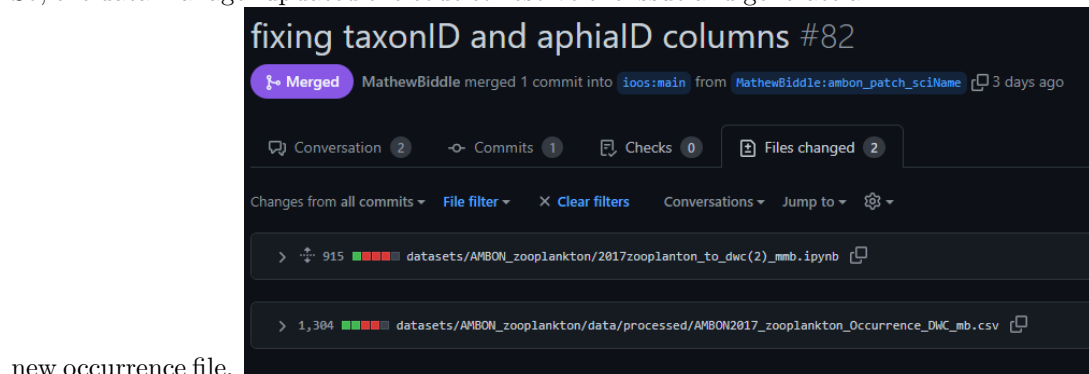 fixing taxonID and aphiaID columns #82
Merged MathewBiddle merged 1 commit into ioos:main from MathewBiddle:ambon_patch_sciName 3 days ago
Conversation 2 Commits 1 Checks 0 Files changed 2
Changes from all commits File filter Clear filters Conversations Jump to
915 datasets/AMBON_zooplankton/2017zooplanton_to_dwc(2)_mmb.ipynb
1,304 datasets/AMBON_zooplankton/data/processed/AMBON2017_zooplankton_Occurrence_DWC_mb.csv
new occurrence file.